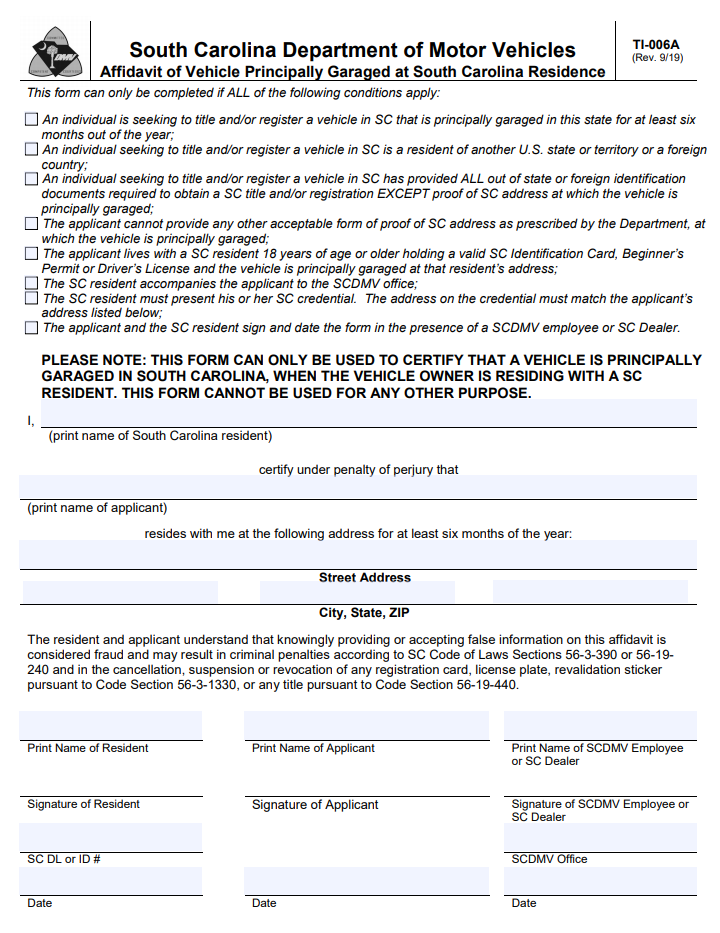 DMV
South Carolina Department of Motor Vehicles
Affidavit of Vehicle Principally Garaged at South Carolina Residence
TI-006A
(Rev. 9/19)
This form can only be completed if ALL of the following conditions apply:
An individual is seeking to title and/or register a vehicle in SC that is principally garaged in this state for at least six
months out of the year;
An individual seeking to title and/or register a vehicle in SC is a resident of another U.S. state or territory or a foreign
country;
An individual seeking to title and/or register a vehicle in SC has provided ALL out of state or foreign identification
documents required to obtain a SC title and/or registration EXCEPT proof of SC address at which the vehicle is
principally garaged;
The applicant cannot provide any other acceptable form of proof of SC address as prescribed by the Department, at
which the vehicle is principally garaged;
The applicant lives with a SC resident 18 years of age or older holding a valid SC Identification Card, Beginner's
Permit or Driver's License and the vehicle is principally garaged at that resident's address;
The SC resident accompanies the applicant to the SCDMV office;
The SC resident must present his or her SC credential.  The address on the credential must match the applicant's
address listed below;
The applicant and the SC resident sign and date the form in the presence of a SCDMV employee or SC Dealer.
PLEASE NOTE: THIS FORM CAN ONLY BE USED TO CERTIFY THAT A VEHICLE IS PRINCIPALLY
GARAGED IN SOUTH CAROLINA, WHEN THE VEHICLE OWNER IS RESIDING WITH A SC
RESIDENT. THIS FORM CANNOT BE USED FOR ANY OTHER PURPOSE.
I,
(print name of South Carolina resident)
certify under penalty of perjury that
(print name of applicant)
resides with me at the following address for at least six months of the year:
Street Address
City, State, ZIP
The resident and applicant understand that knowingly providing or accepting false information on this affidavit is
considered fraud and may result in criminal penalties according to SC Code of Laws Sections 56-3-390 or 56-19-
240 and in the cancellation, suspension or revocation of any registration card, license plate, revalidation sticker
pursuant to Code Section 56-3-1330, or any title pursuant to Code Section 56-19-440.
Print Name of Resident
Print Name of Applicant
Print Name of SCDMV Employee
or SC Dealer
Signature of Resident
Signature of Applicant
Signature of SCDMV Employee or
SC Dealer
SC DL or ID #
SCDMV Office
Date
Date
Date